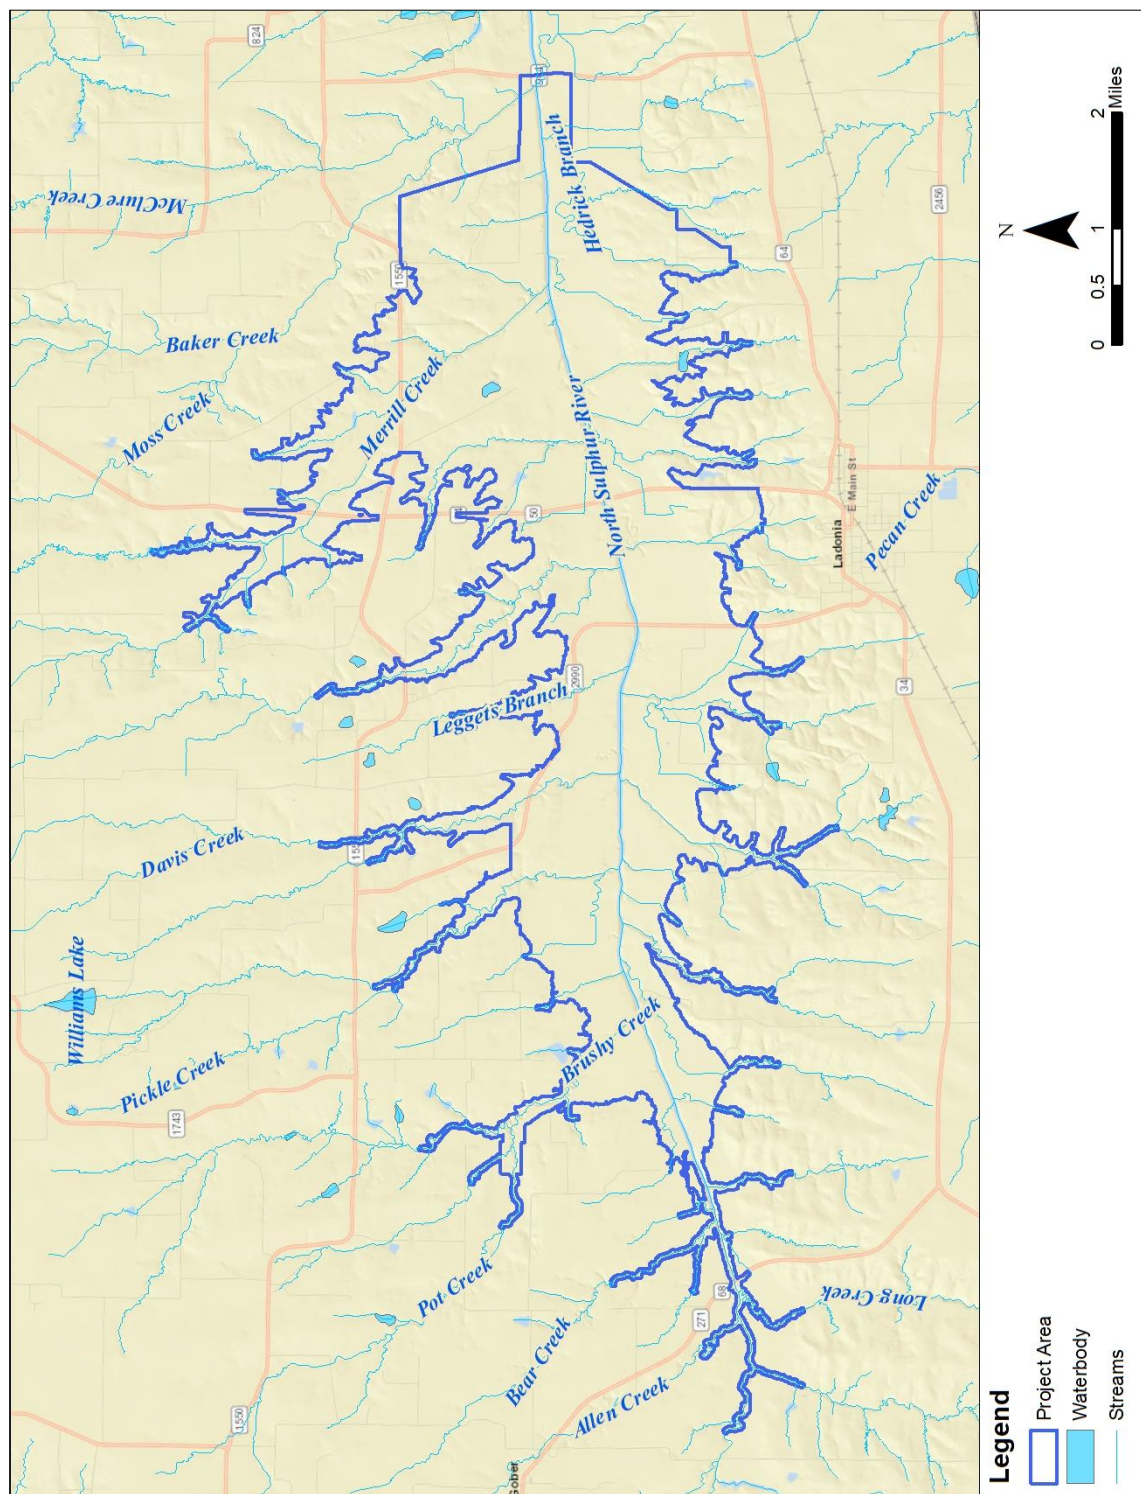 824
McClure Creek
Baker Creek
Moss Creek
1550
Merrill Creek
Hedrick Branch
North Sulphur River
64
2456
50
Ladonia
E Main St
Pecan Creek
34
2990
Leggets Branch
Davis Creek
Williams Lake
Pickle Creek
1743
Brushy Creek
Pot Creek
Bear Creek
Allen Creek
271
68
Long Creek
1550
Gober
N
0 0.5 1 2
Miles
Legend
Project Area
Waterbody
Streams